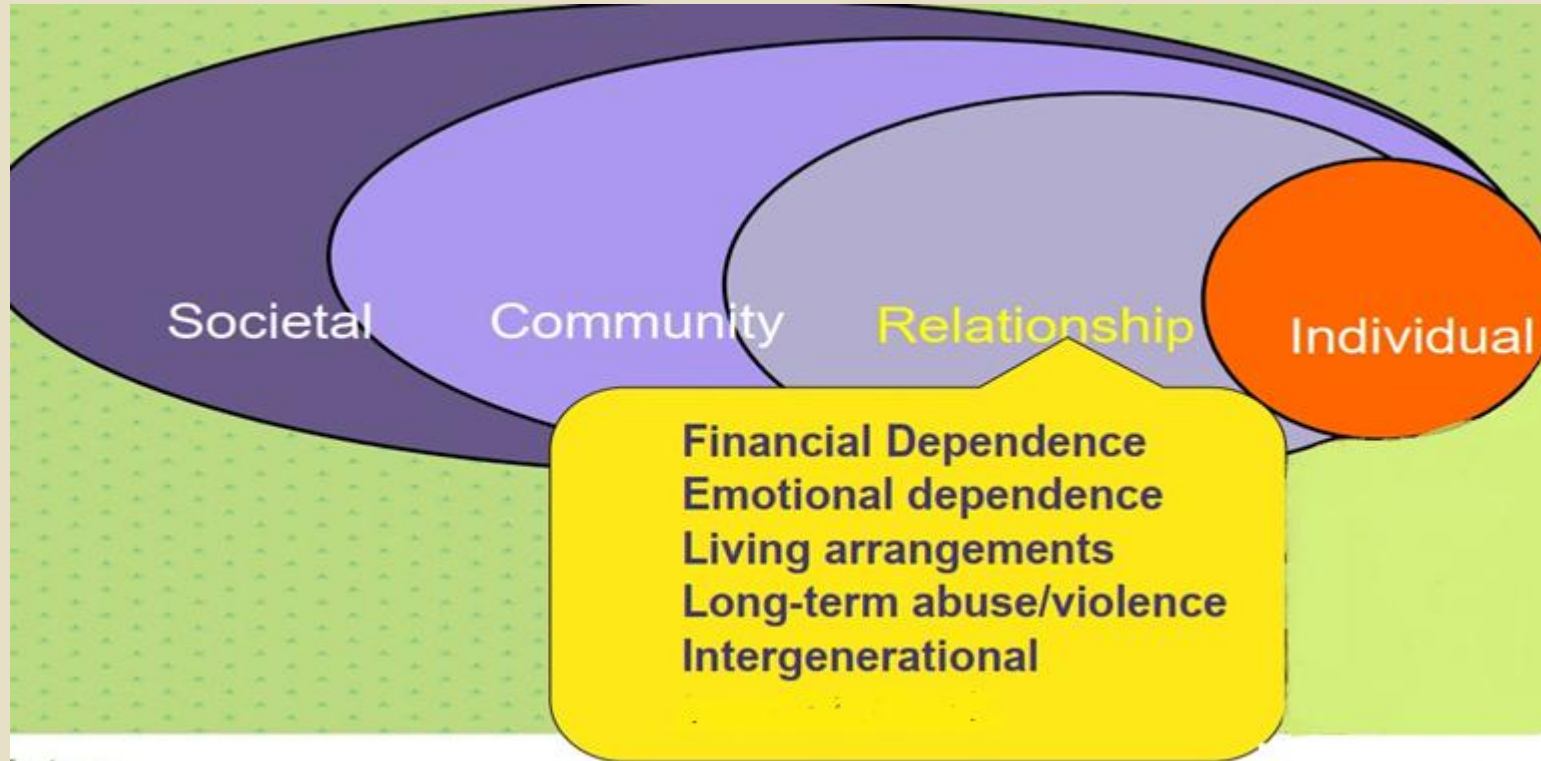 Societal
Community
Relationship
Individual
Financial Dependence
Emotional dependence
Living arrangements
Long-term abuse/violence
Intergenerational